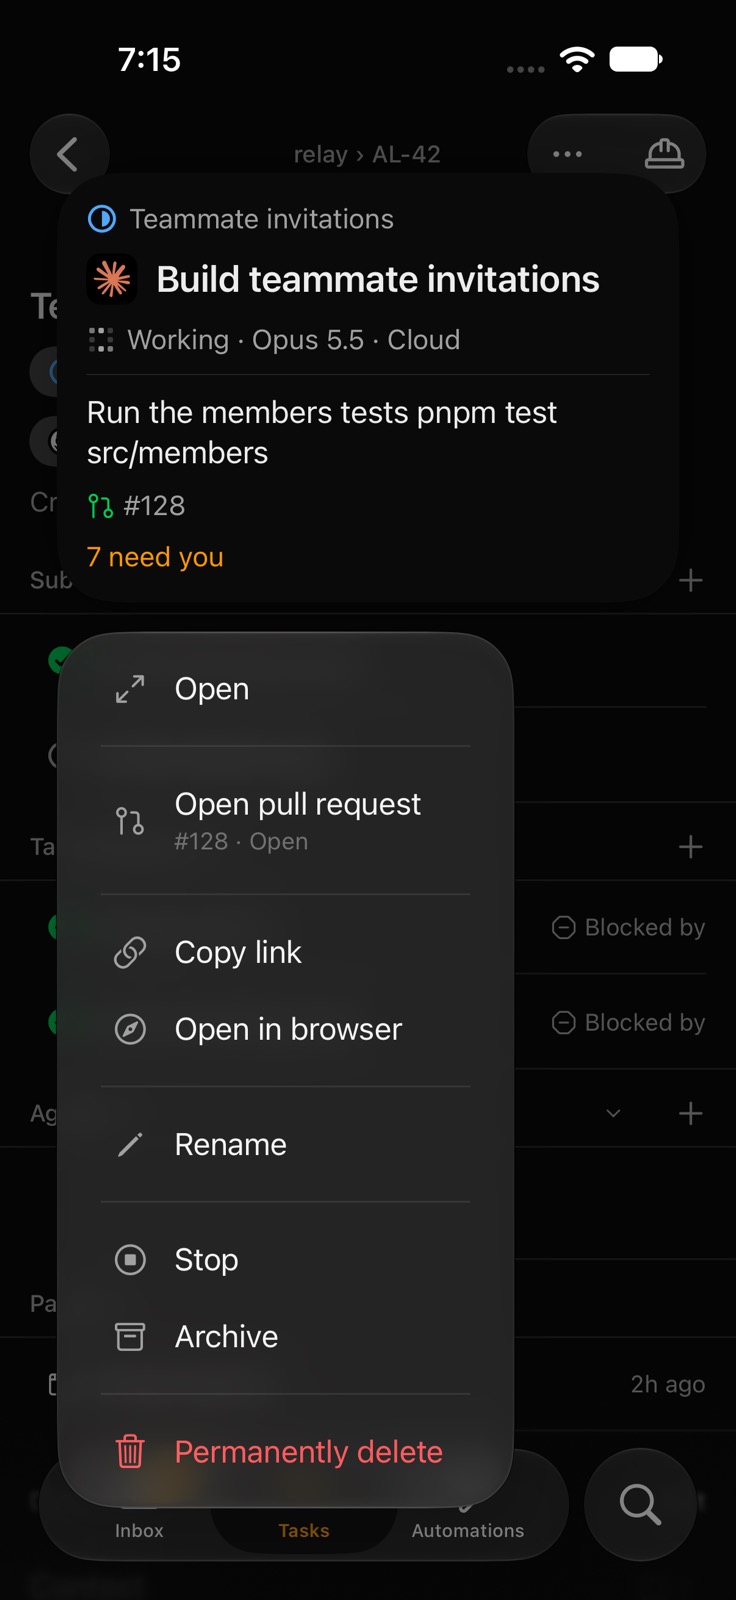 7:15
relay › AL-42
Teammate invitations
Build teammate invitations
Working · Opus 5.5 · Cloud
Run the members tests pnpm test
src/members
#128
7 need you
Sub
Open
Open pull request
#128 · Open
Copy link
Blocked by
Open in browser
Blocked by
Rename
Stop
Archive
2h ago
Permanently delete
Inbox
Tasks
Automations